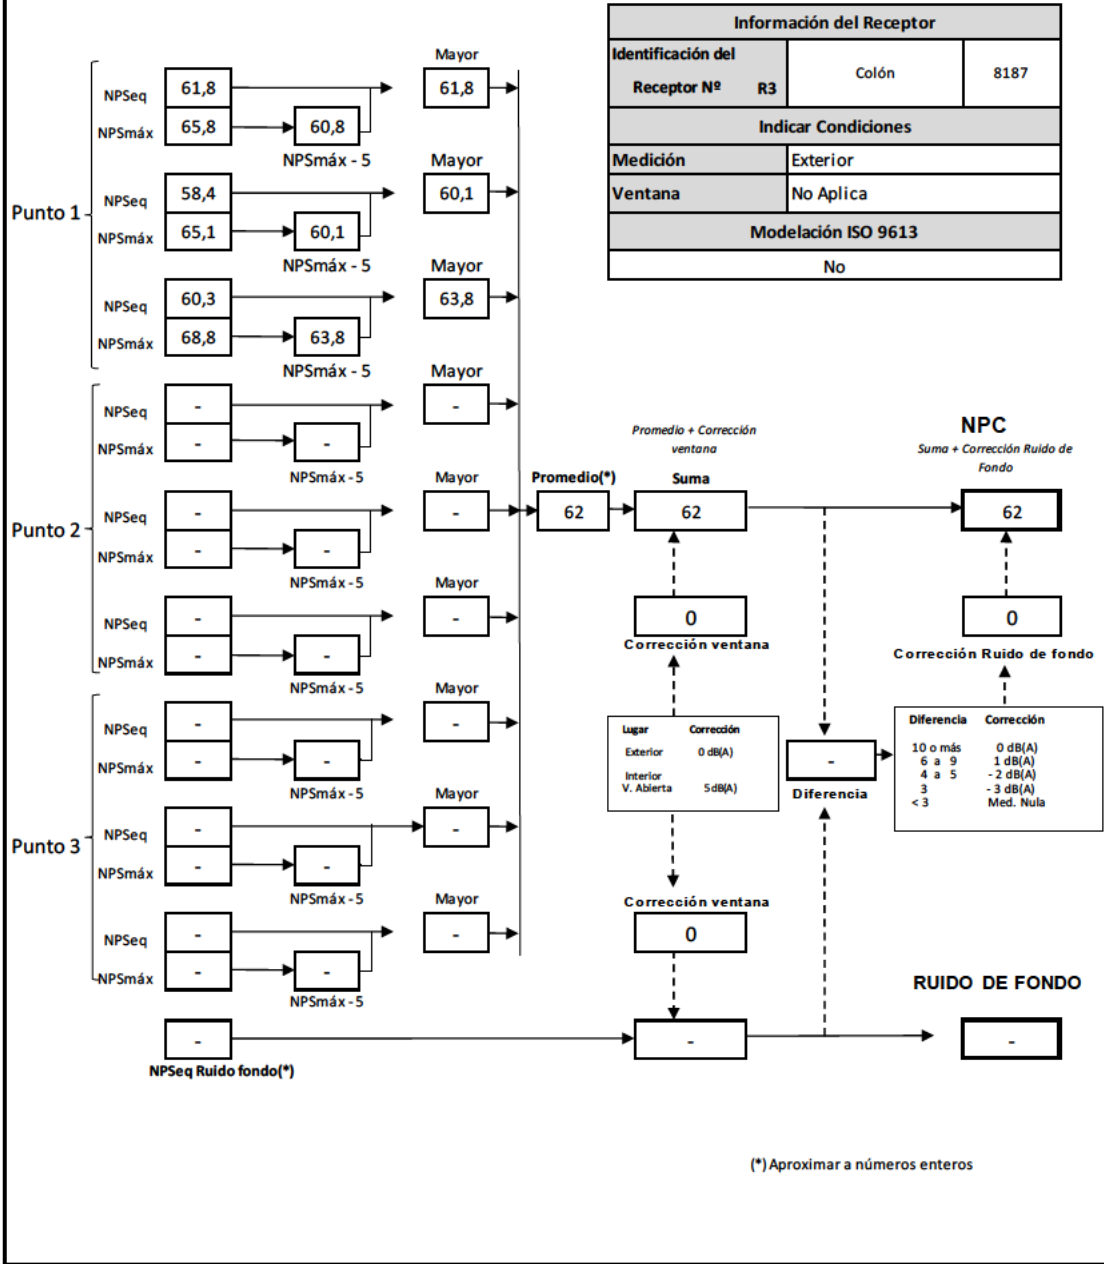 Información del Receptor
Identificación del
Receptor Nº R3
Colón
8187
Indicar Condiciones
Medición Exterior
Ventana No Aplica
Modelación ISO 9613
No
Punto 1
Mayor
NPSeq 61,8 61,8
NPSmáx 65,8 60,8
NPSmáx - 5
Mayor
NPSeq 58,4 60,1
NPSmáx 65,1 60,1
NPSmáx - 5
Mayor
NPSeq 60,3 63,8
NPSmáx 68,8 63,8
NPSmáx - 5
Punto 2
Mayor
NPSeq - -
NPSmáx - -
NPSmáx - 5
Mayor
NPSeq - -
NPSmáx - -
NPSmáx - 5
Mayor
NPSeq - -
NPSmáx - -
NPSmáx - 5
Punto 3
Mayor
NPSeq - -
NPSmáx - -
NPSmáx - 5
Mayor
NPSeq - -
NPSmáx - -
NPSmáx - 5
Mayor
NPSeq - -
NPSmáx - -
NPSmáx - 5
-
NPSeq Ruido fondo(*)
Promedio(*)
62
Promedio + Corrección
ventana
Suma
62
0
Corrección ventana
Lugar Corrección
Exterior 0 dB(A)
Interior
V. Abierta 5 dB(A)
Corrección ventana
0
-
-
Diferencia
NPC
Suma + Corrección Ruido de
Fondo
62
0
Corrección Ruido de fondo
Diferencia Corrección
10 o más 0 dB(A)
6 a 9 1 dB(A)
4 a 5 - 2 dB(A)
3 - 3 dB(A)
< 3 Med. Nula
RUIDO DE FONDO
-
(*) Aproximar a números enteros